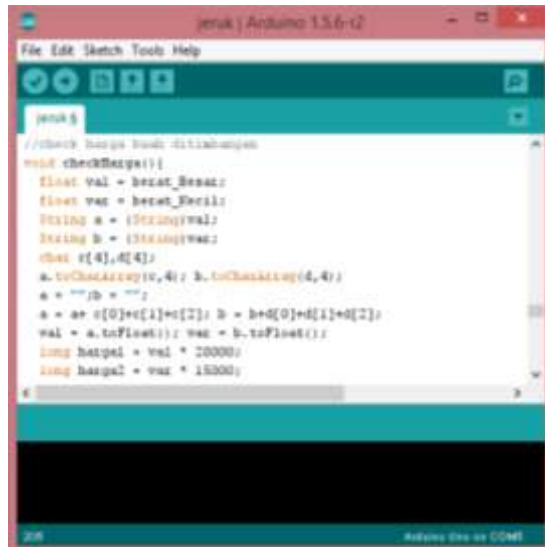 jeruk | Arduino 1.5.6-r2
File Edit Sketch Tools Help
jeruk §
//check harga buah ditimbangan
void checkHarga(){
float val = berat_Besar;
float var = berat_Kecil;
String a = (String)val;
String b = (String)var;
char c[4],d[4];
a.toCharArray(c,4); b.toCharArray(d,4);
a = "";b = "";
a = a+ c[0]+c[1]+c[2]; b = b+d[0]+d[1]+d[2];
val = a.toFloat(); var = b.toFloat();
long harga1 = val * 20000;
long harga2 = var * 15000;
Arduino Uno on COM5